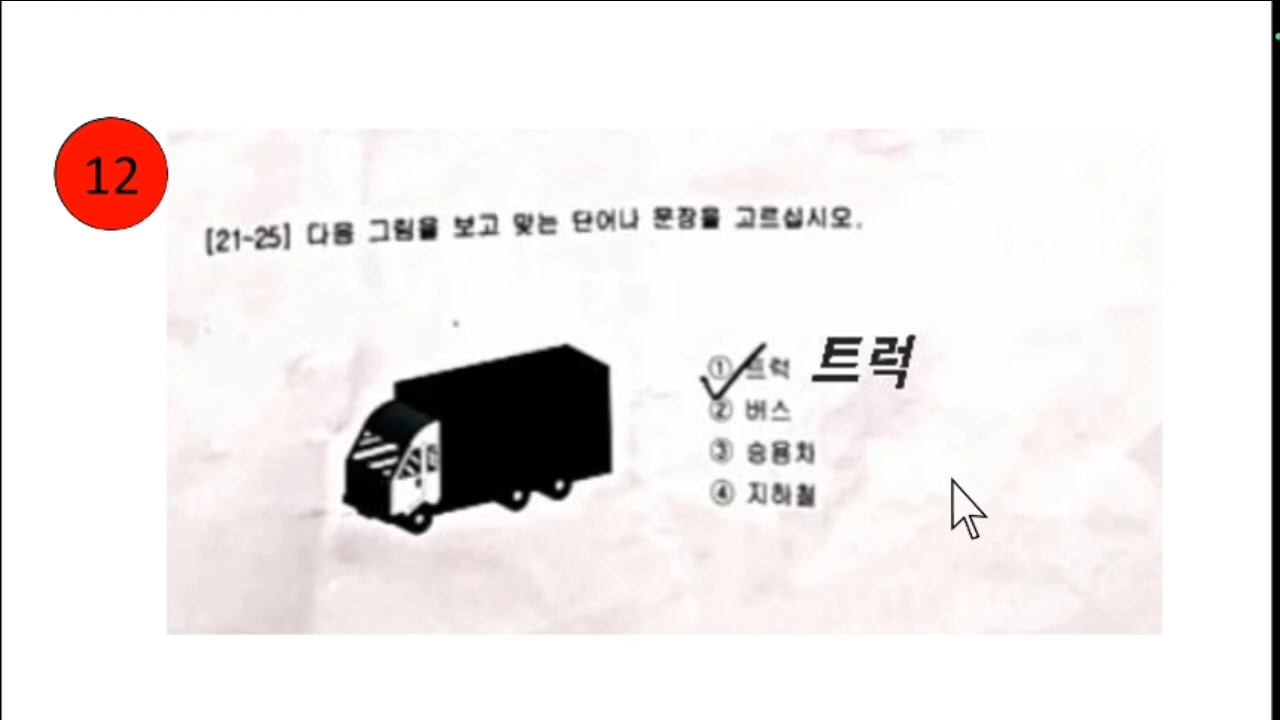 12
[21~25] 다음 그림을 보고 맞는 단어나 문장을 고르십시오.
① 트럭 트럭
② 버스
③ 승용차
④ 지하철